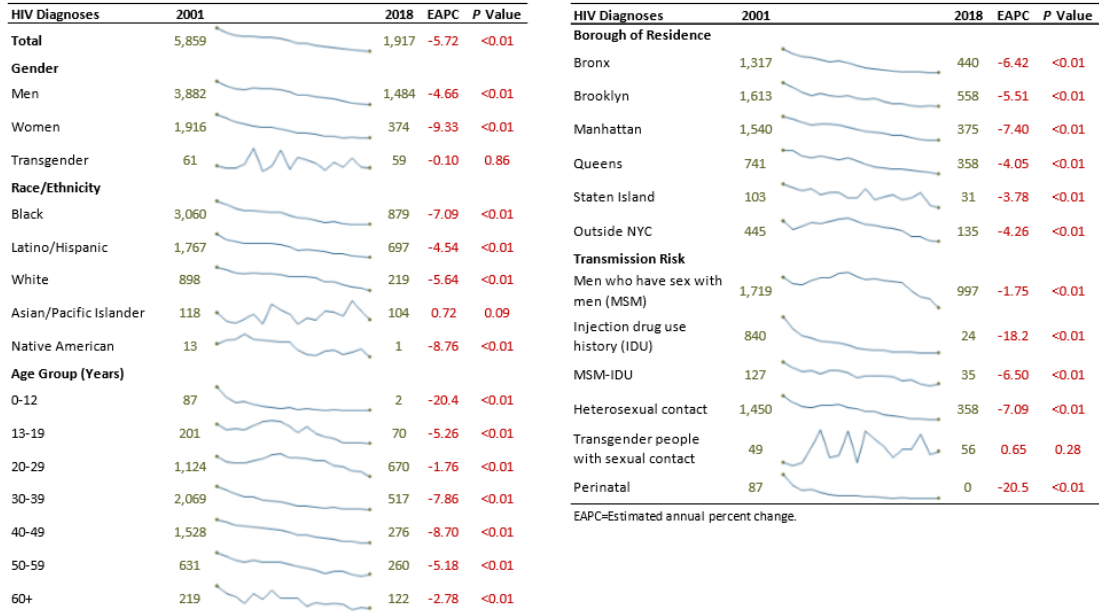 HIV Diagnoses 2001 2018 EAPC P Value
Total 5,859 1,917 -5.72 <0.01
Gender
Men 3,882 1,484 -4.66 <0.01
Women 1,916 374 -9.33 <0.01
Transgender 61 59 -0.10 0.86
Race/Ethnicity
Black 3,060 879 -7.09 <0.01
Latino/Hispanic 1,767 697 -4.54 <0.01
White 898 219 -5.64 <0.01
Asian/Pacific Islander 118 104 0.72 0.09
Native American 13 1 -8.76 <0.01
Age Group (Years)
0-12 87 2 -20.4 <0.01
13-19 201 70 -5.26 <0.01
20-29 1,124 670 -1.76 <0.01
30-39 2,069 517 -7.86 <0.01
40-49 1,528 276 -8.70 <0.01
50-59 631 260 -5.18 <0.01
60+ 219 122 -2.78 <0.01
HIV Diagnoses 2001 2018 EAPC P Value
Borough of Residence
Bronx 1,317 440 -6.42 <0.01
Brooklyn 1,613 558 -5.51 <0.01
Manhattan 1,540 375 -7.40 <0.01
Queens 741 358 -4.05 <0.01
Staten Island 103 31 -3.78 <0.01
Outside NYC 445 135 -4.26 <0.01
Transmission Risk
Men who have sex with
men (MSM) 1,719 997 -1.75 <0.01
Injection drug use
history (IDU) 840 24 -18.2 <0.01
MSM-IDU 127 35 -6.50 <0.01
Heterosexual contact 1,450 358 -7.09 <0.01
Transgender people
with sexual contact 49 56 0.65 0.28
Perinatal 87 0 -20.5 <0.01
EAPC=Estimated annual percent change.